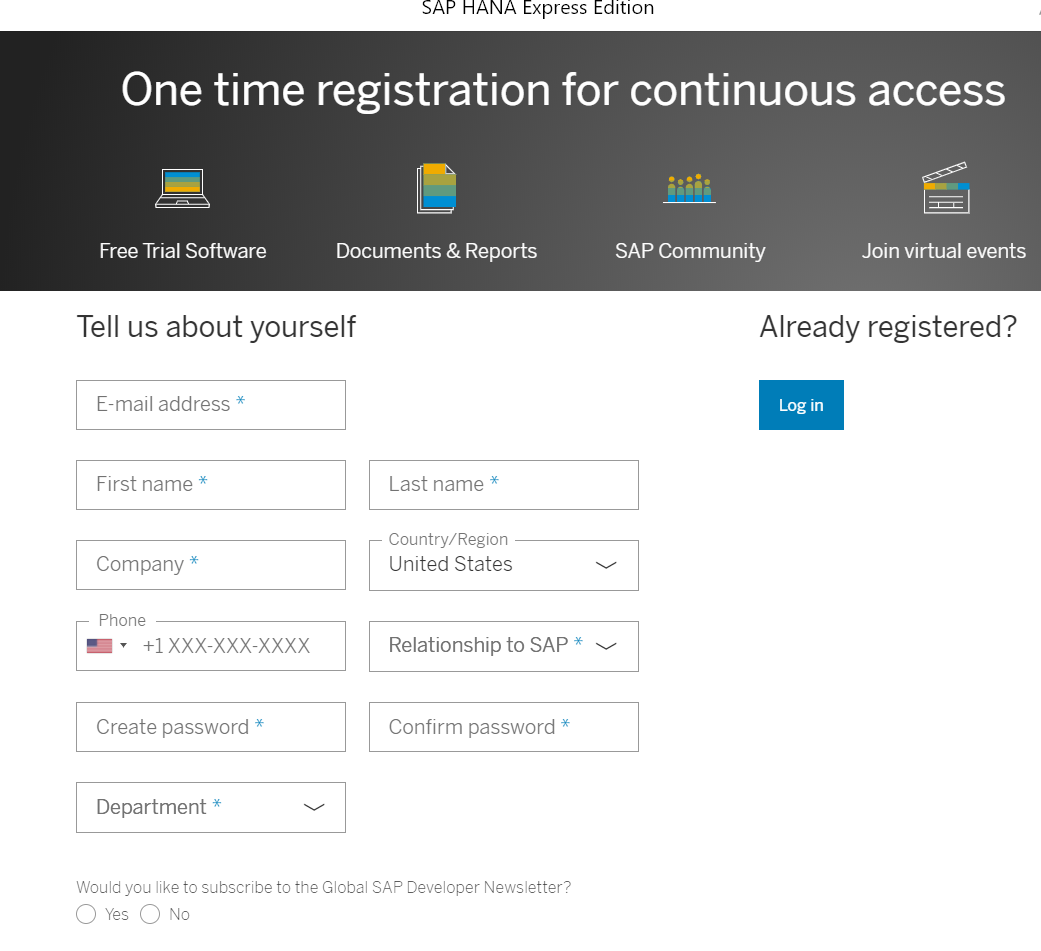 SAP HANA Express Edition
One time registration for continuous access
Free Trial Software
Documents & Reports
SAP Community
Join virtual events
Tell us about yourself
Already registered?
E-mail address *
Log in
First name *
Last name *
Company *
Country/Region
United States
Phone
+1 XXX-XXX-XXXX
Relationship to SAP *
Create password *
Confirm password *
Department *
Would you like to subscribe to the Global SAP Developer Newsletter?
Yes
No